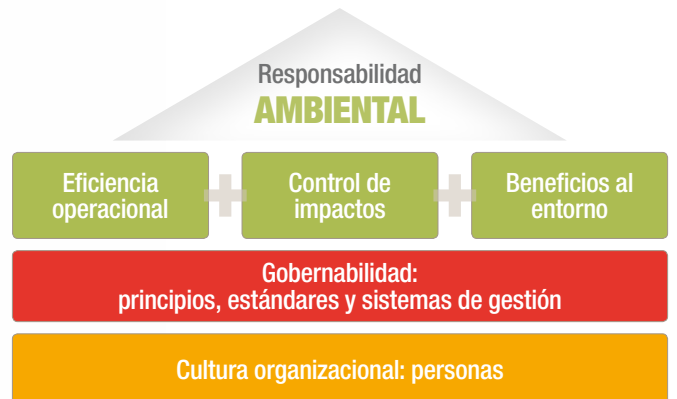 Responsabilidad
AMBIENTAL
Eficiencia
operacional
Control de
impactos
Beneficios al
entorno
Gobernabilidad:
principios, estándares y sistemas de gestión
Cultura organizacional: personas